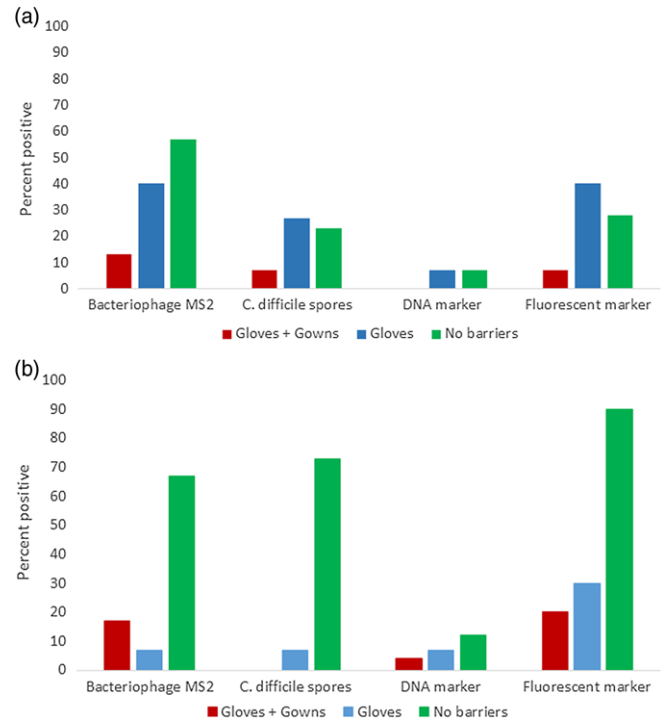 (a)
100
90
80
70
60
50
40
30
20
10
0
Percent positive
Bacteriophage MS2 C. difficile spores DNA marker Fluorescent marker
Gloves + Gowns Gloves No barriers
(b)
100
90
80
70
60
50
40
30
20
10
0
Percent positive
Bacteriophage MS2 C. difficile spores DNA marker Fluorescent marker
Gloves + Gowns Gloves No barriers